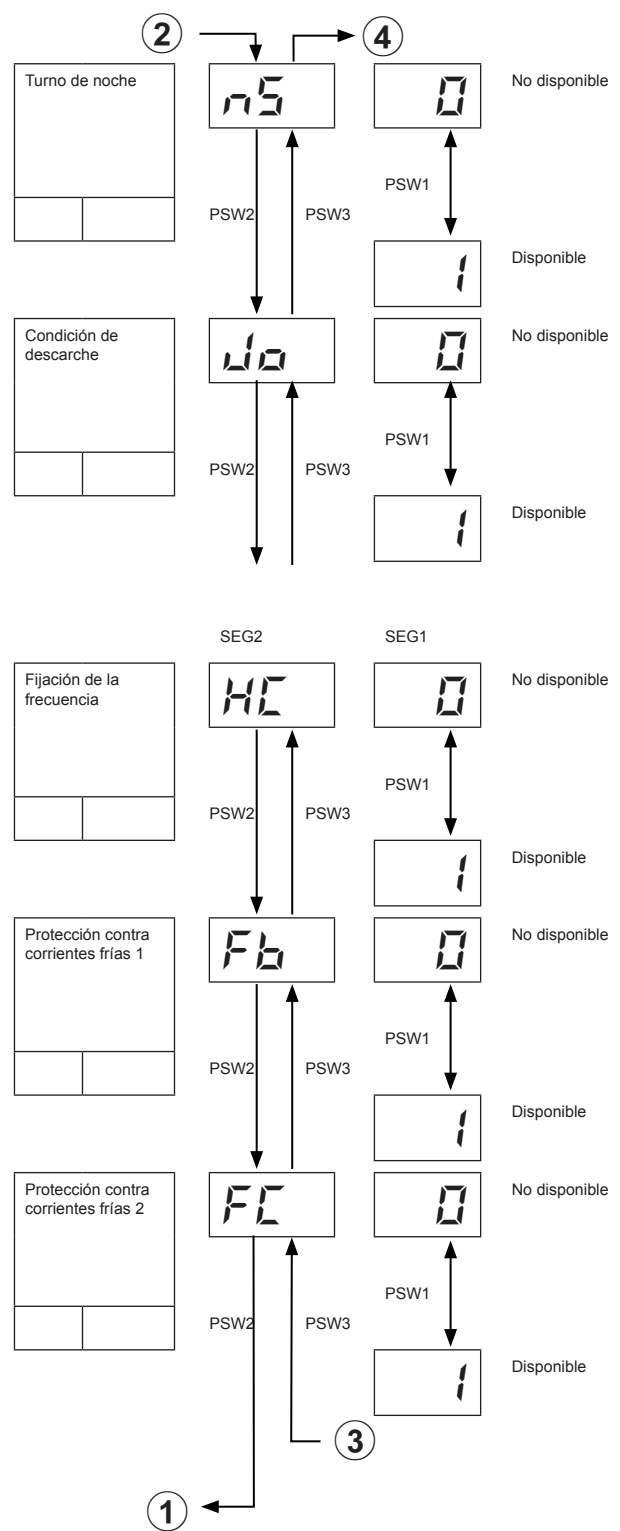 2
4
Turno de noche
nS
0
No disponible
PSW1
PSW2
PSW3
1
Disponible
Condición de
descarche
Jo
0
No disponible
PSW1
PSW2
PSW3
1
Disponible
SEG2
SEG1
Fijación de la
frecuencia
HC
0
No disponible
PSW1
PSW2
PSW3
1
Disponible
Protección contra
corrientes frías 1
Fb
0
No disponible
PSW1
PSW2
PSW3
1
Disponible
Protección contra
corrientes frías 2
FC
0
No disponible
PSW1
PSW2
PSW3
1
Disponible
3
1